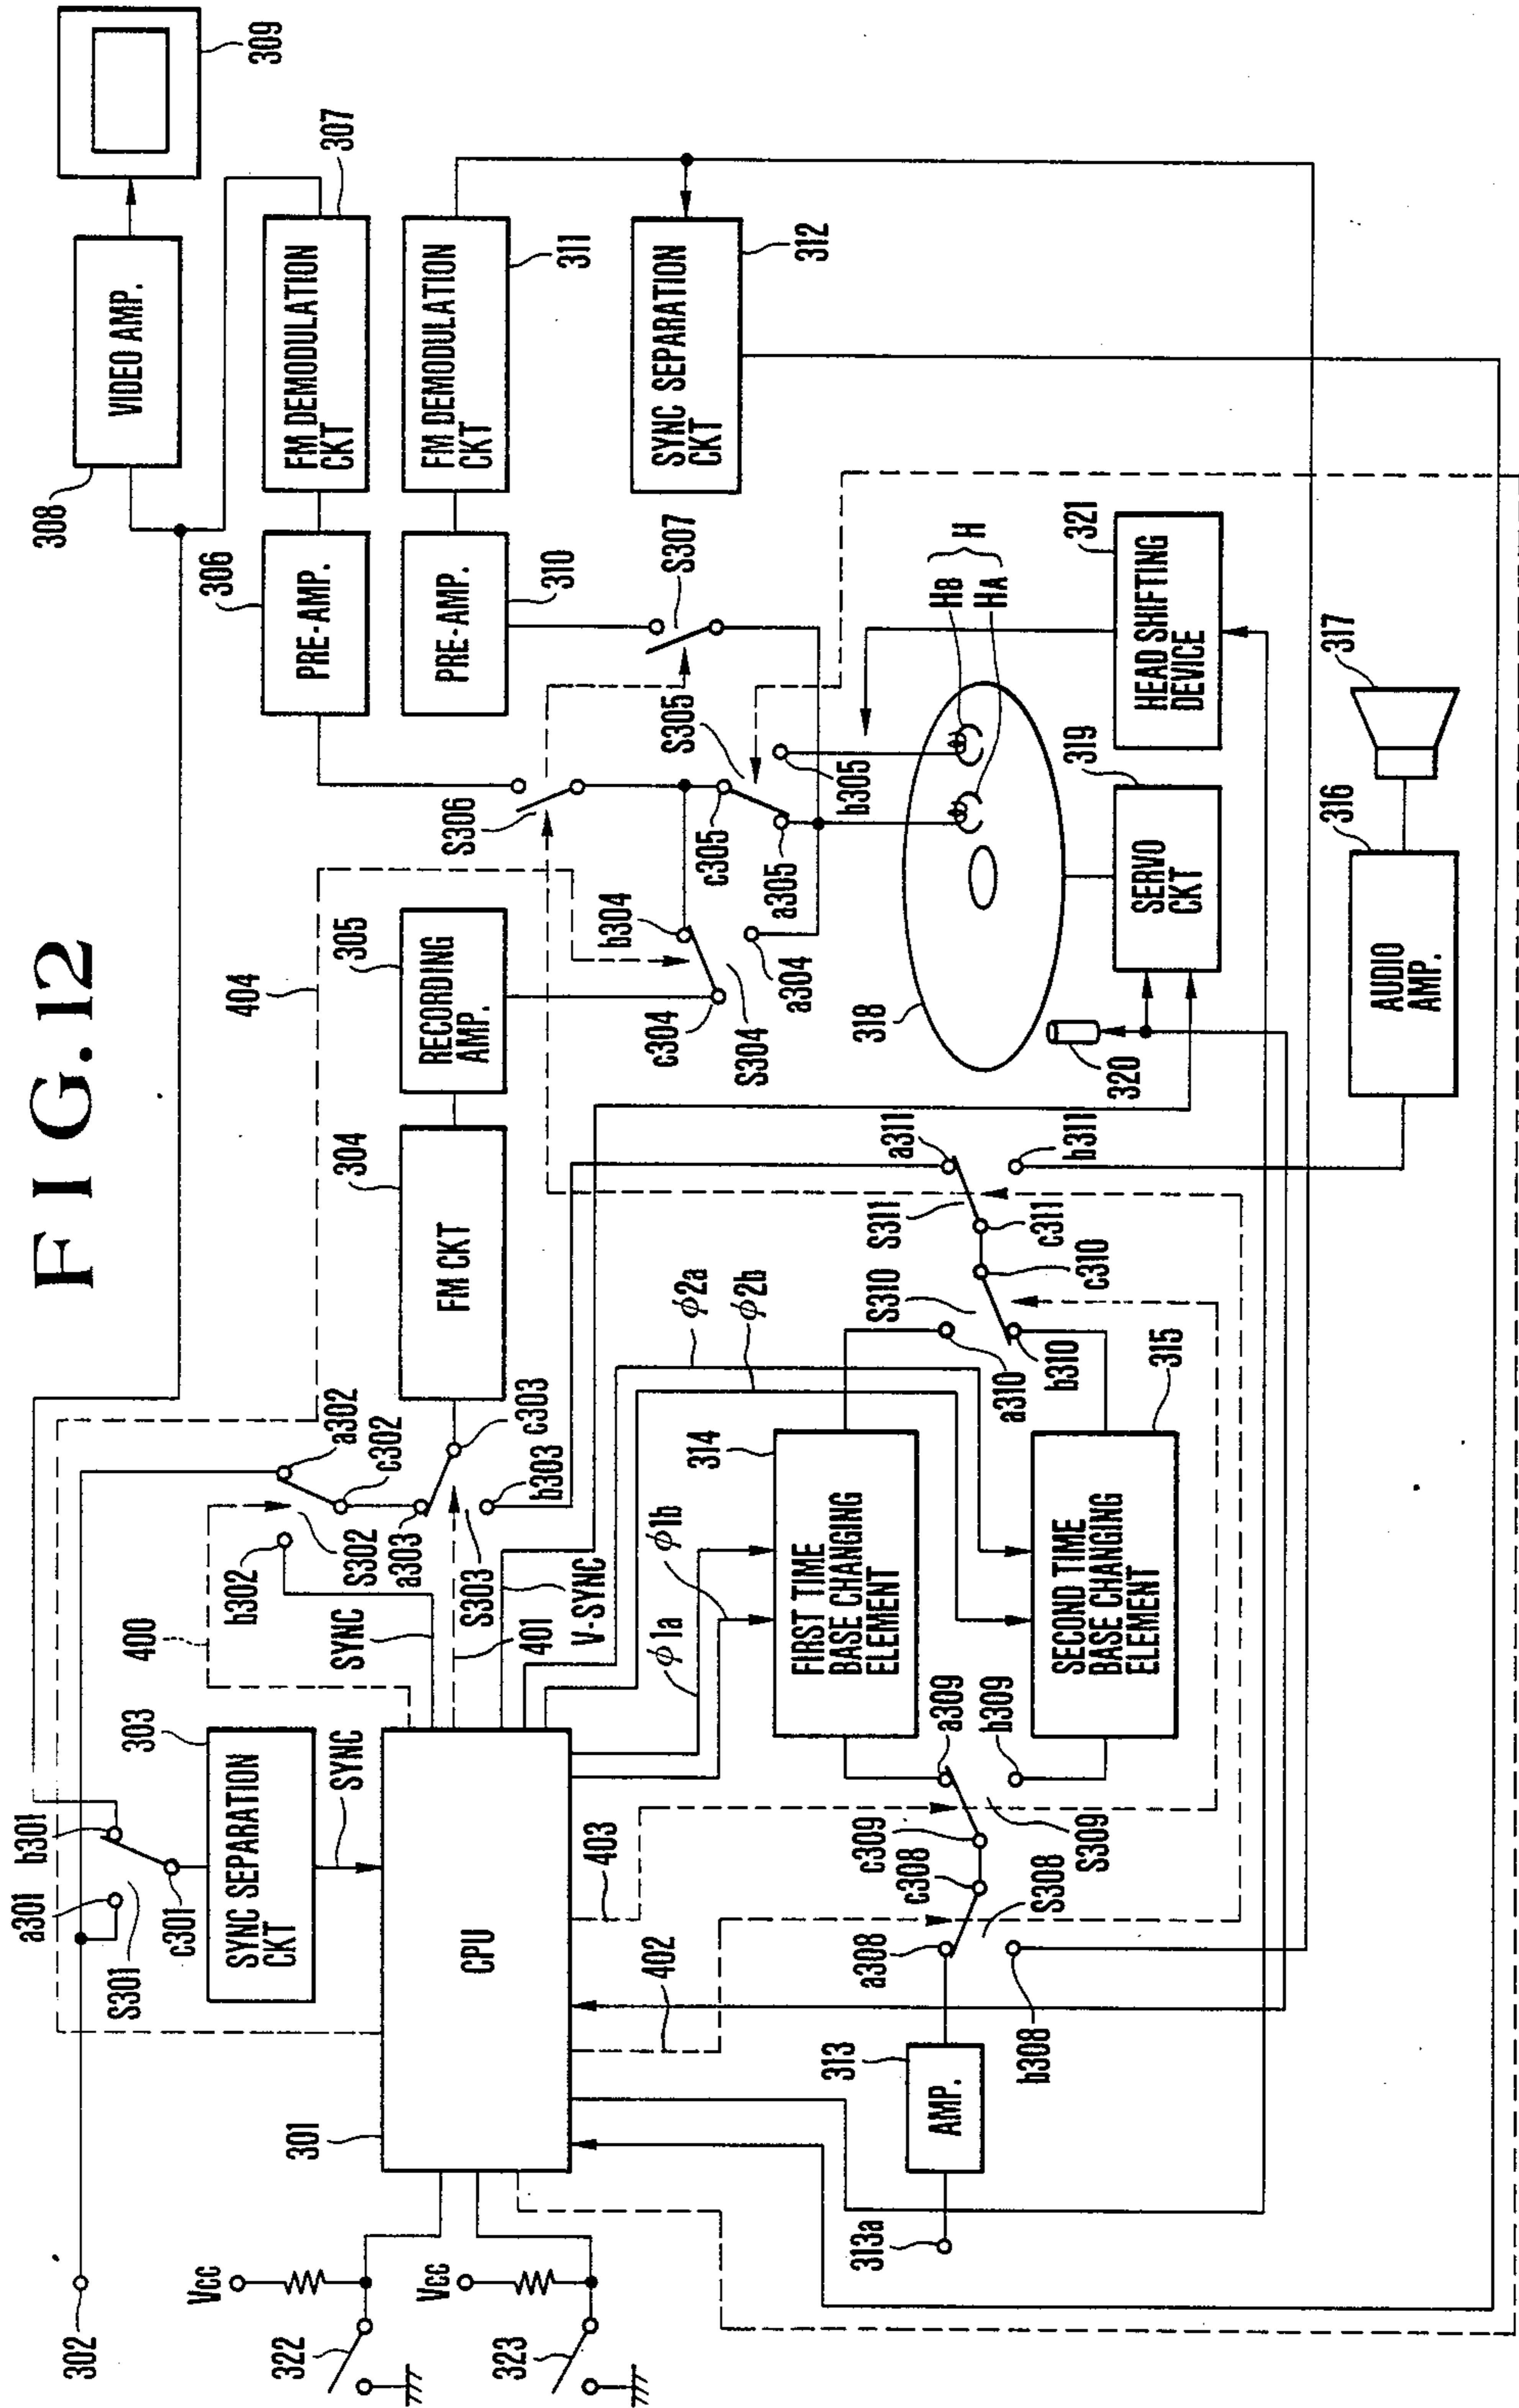 FIG.12
302
Vcc
322
Vcc
323
a301
b301
S301
c301
303
SYNC SEPARATION
CKT
SYNC
301
CPU
400
b302
S302
a302
c302
SYNC
a303
c303
S303
b303
401
V-SYNC
404
304
FM CKT
305
RECORDING
AMP.
308
VIDEO AMP.
309
306
PRE-AMP.
307
FM DEMODULATION
CKT
310
PRE-AMP.
311
FM DEMODULATION
CKT
312
SYNC SEPARATION
CKT
S306
S307
c304
b304
S304
a304
c305
S305
a305
b305
318
HB
HA
H
320
319
SERVO
CKT
321
HEAD SHIFTING
DEVICE
φ1a
φ1b
φ2a
φ2b
402
403
313a
313
AMP.
a308
c308
S308
b308
c309
a309
S309
b309
314
FIRST TIME
BASE CHANGING
ELEMENT
315
SECOND TIME
BASE CHANGING
ELEMENT
a310
S310
b310
c310
c311
S311
a311
b311
316
AUDIO
AMP.
317